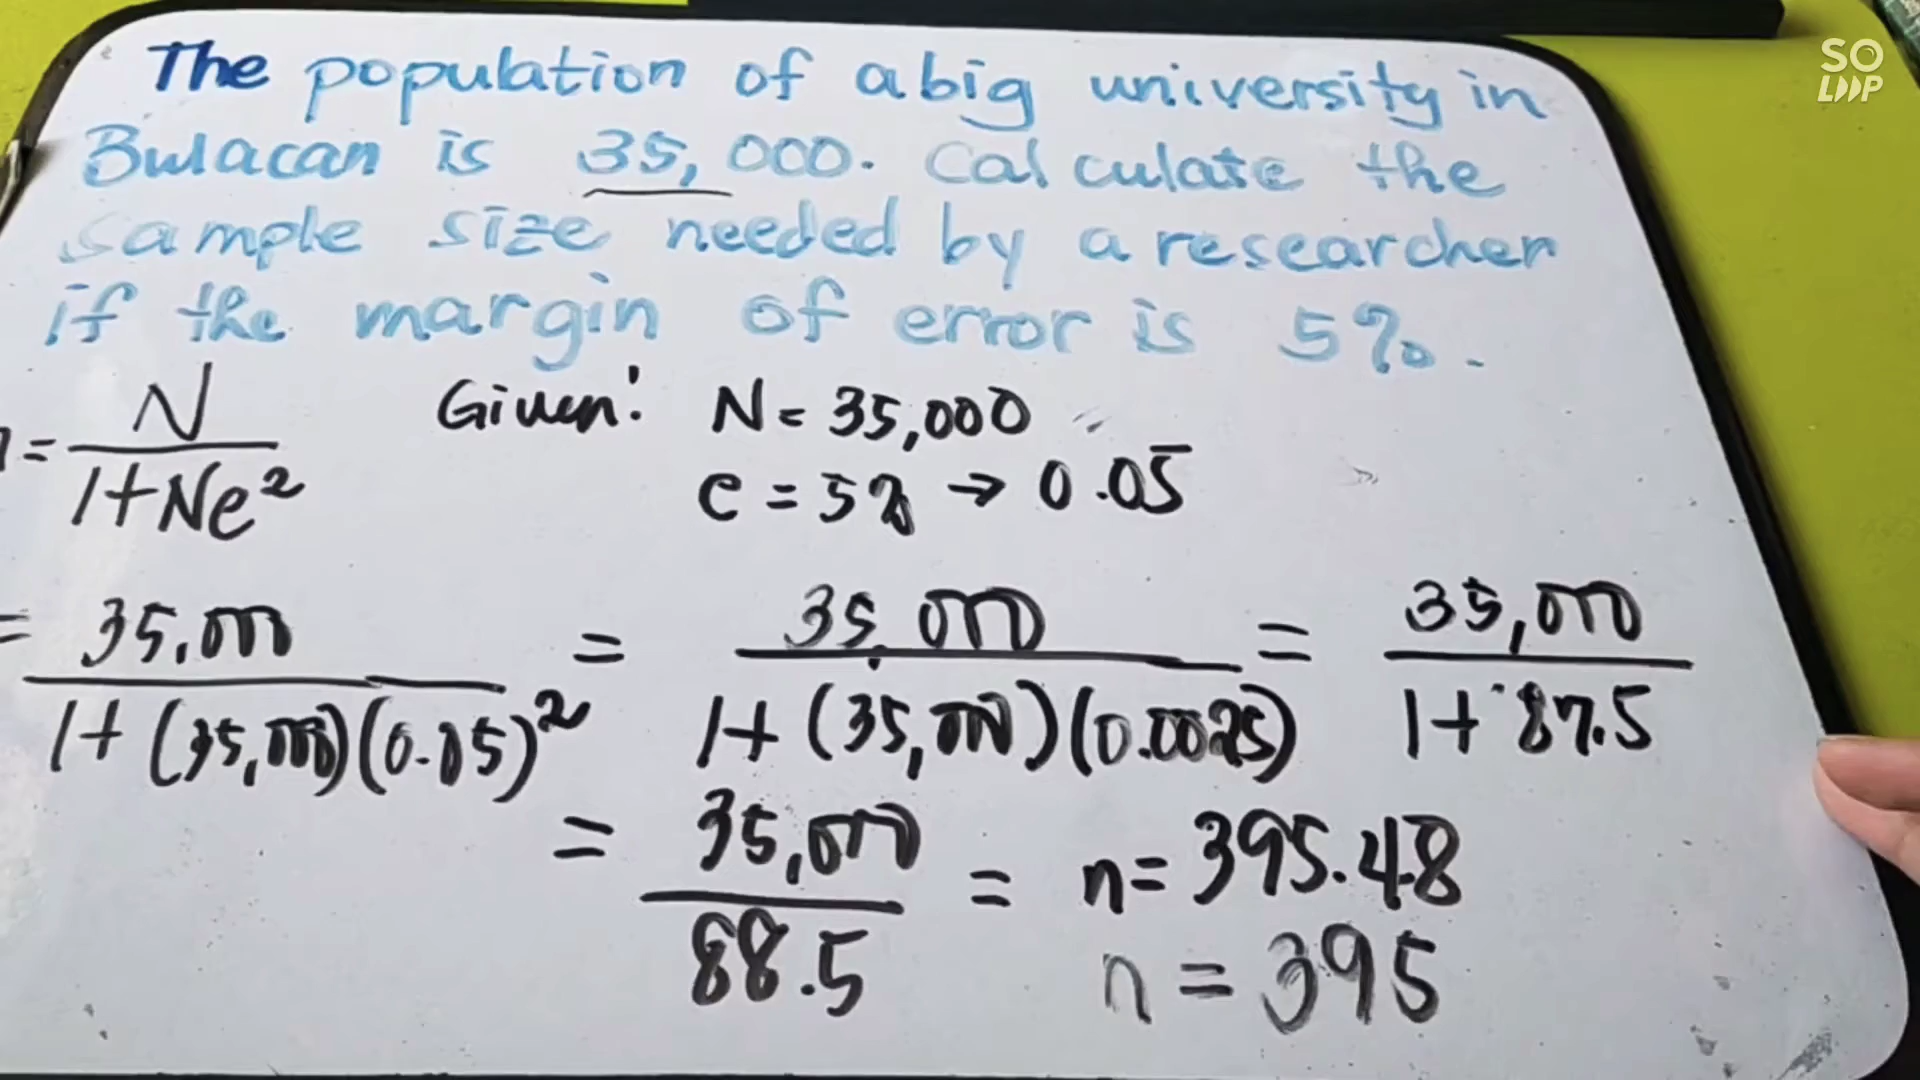 The population of a big university in
Bulacan is 35,000. Calculate the
sample size needed by a researcher
if the margin of error is 5%.
n = N / 1+Ne²
Given: N = 35,000
e = 5% → 0.05
= 35,000 / 1+(35,000)(0.05)² = 35,000 / 1+(35,000)(0.0025) = 35,000 / 1+87.5
= 35,000 / 88.5 = n = 395.48
n = 395
SO
LOOP